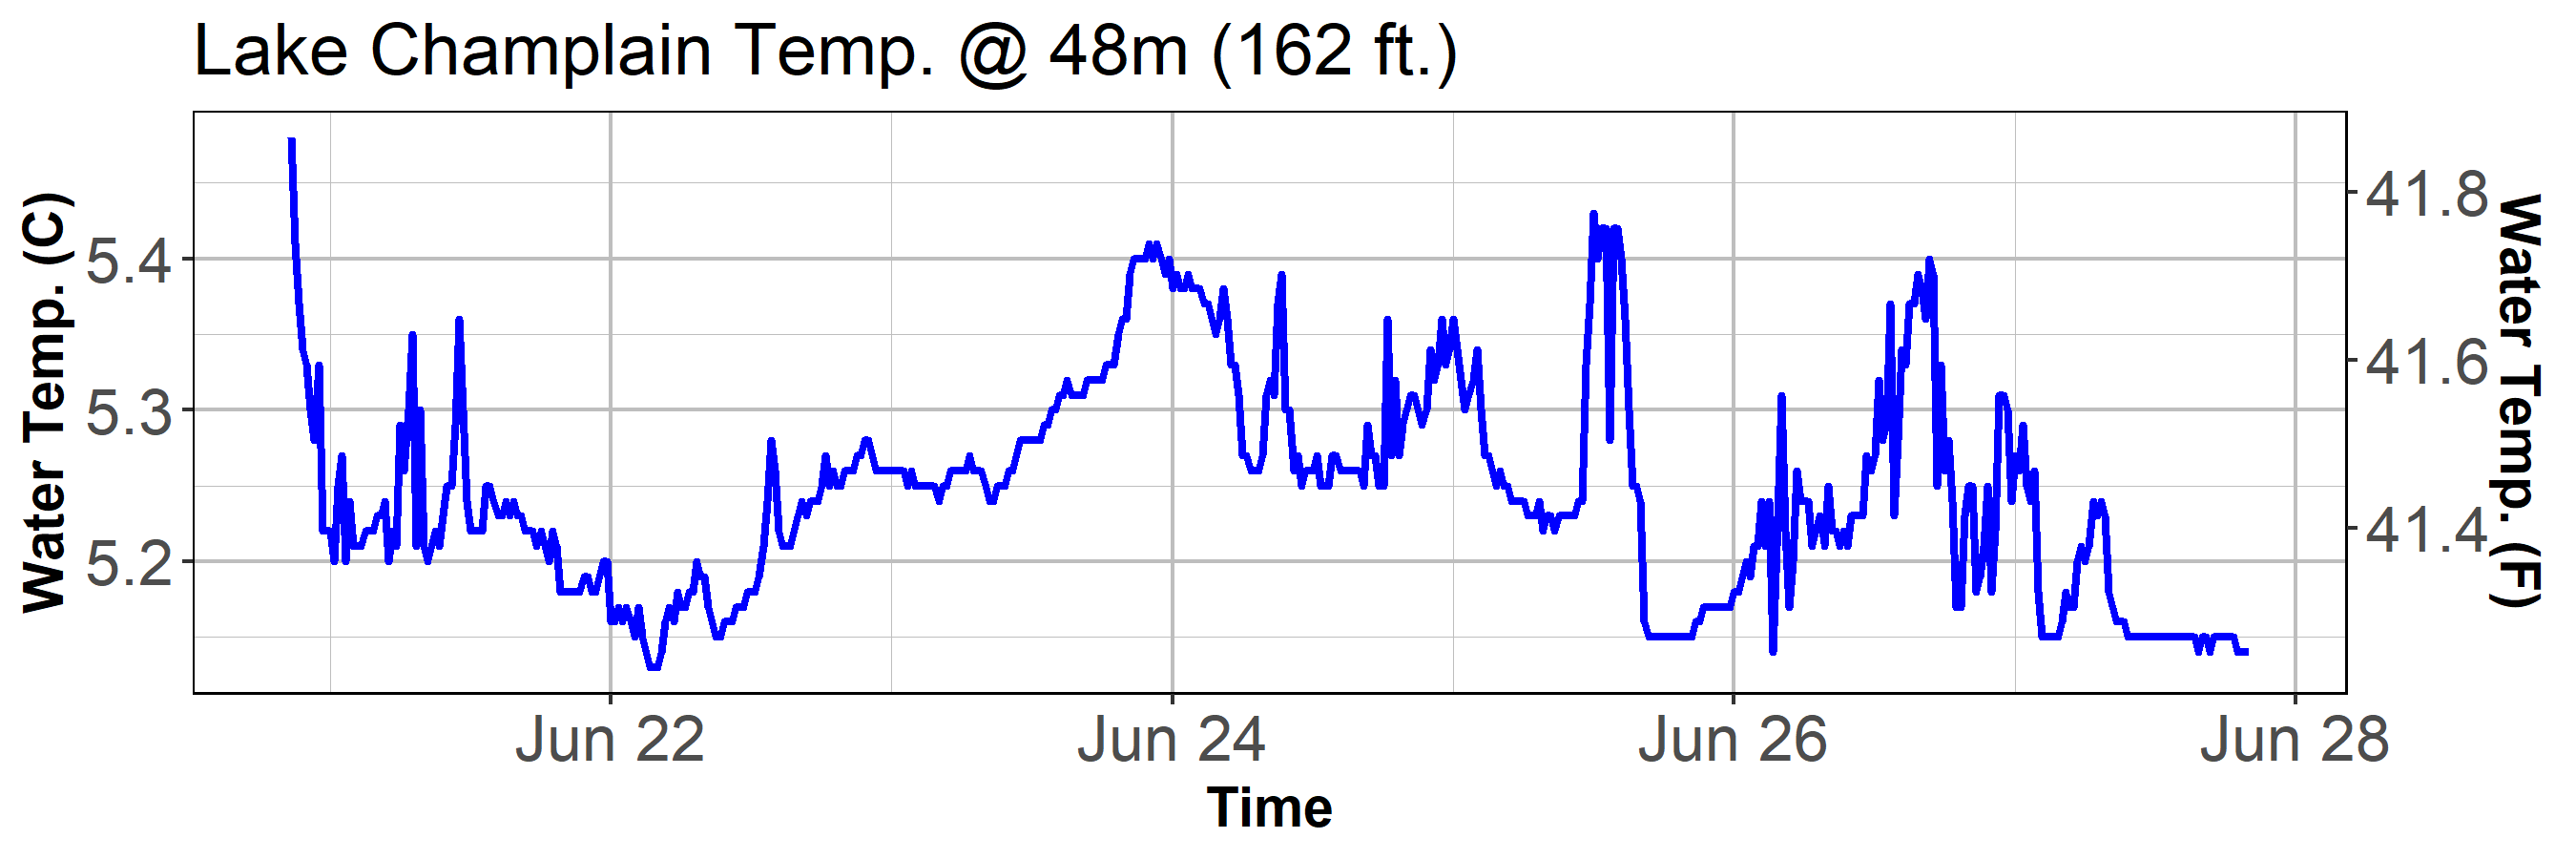 Lake Champlain Temp. @ 48m (162 ft.)
Water Temp. (C)
5.4
5.3
5.2
41.8
41.6
41.4
Water Temp. (F)
Jun 22
Jun 24
Jun 26
Jun 28
Time